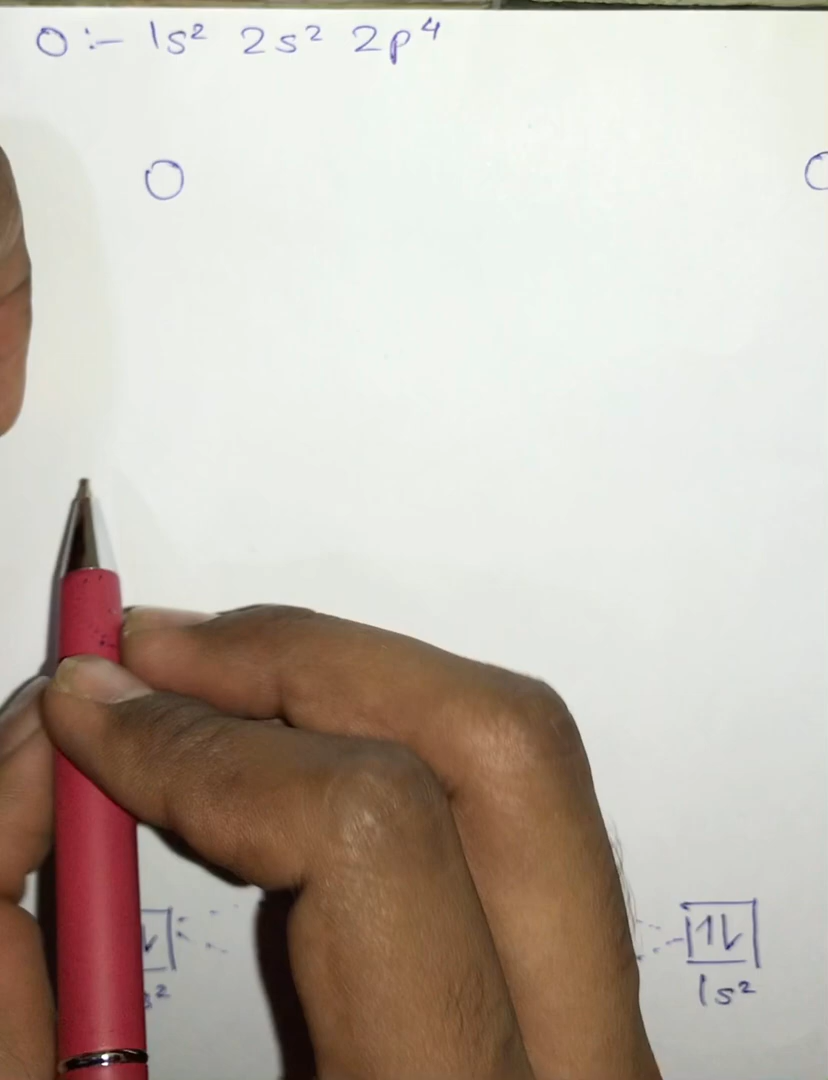 O :- 1s² 2s² 2p⁴
O
1↓
1s²